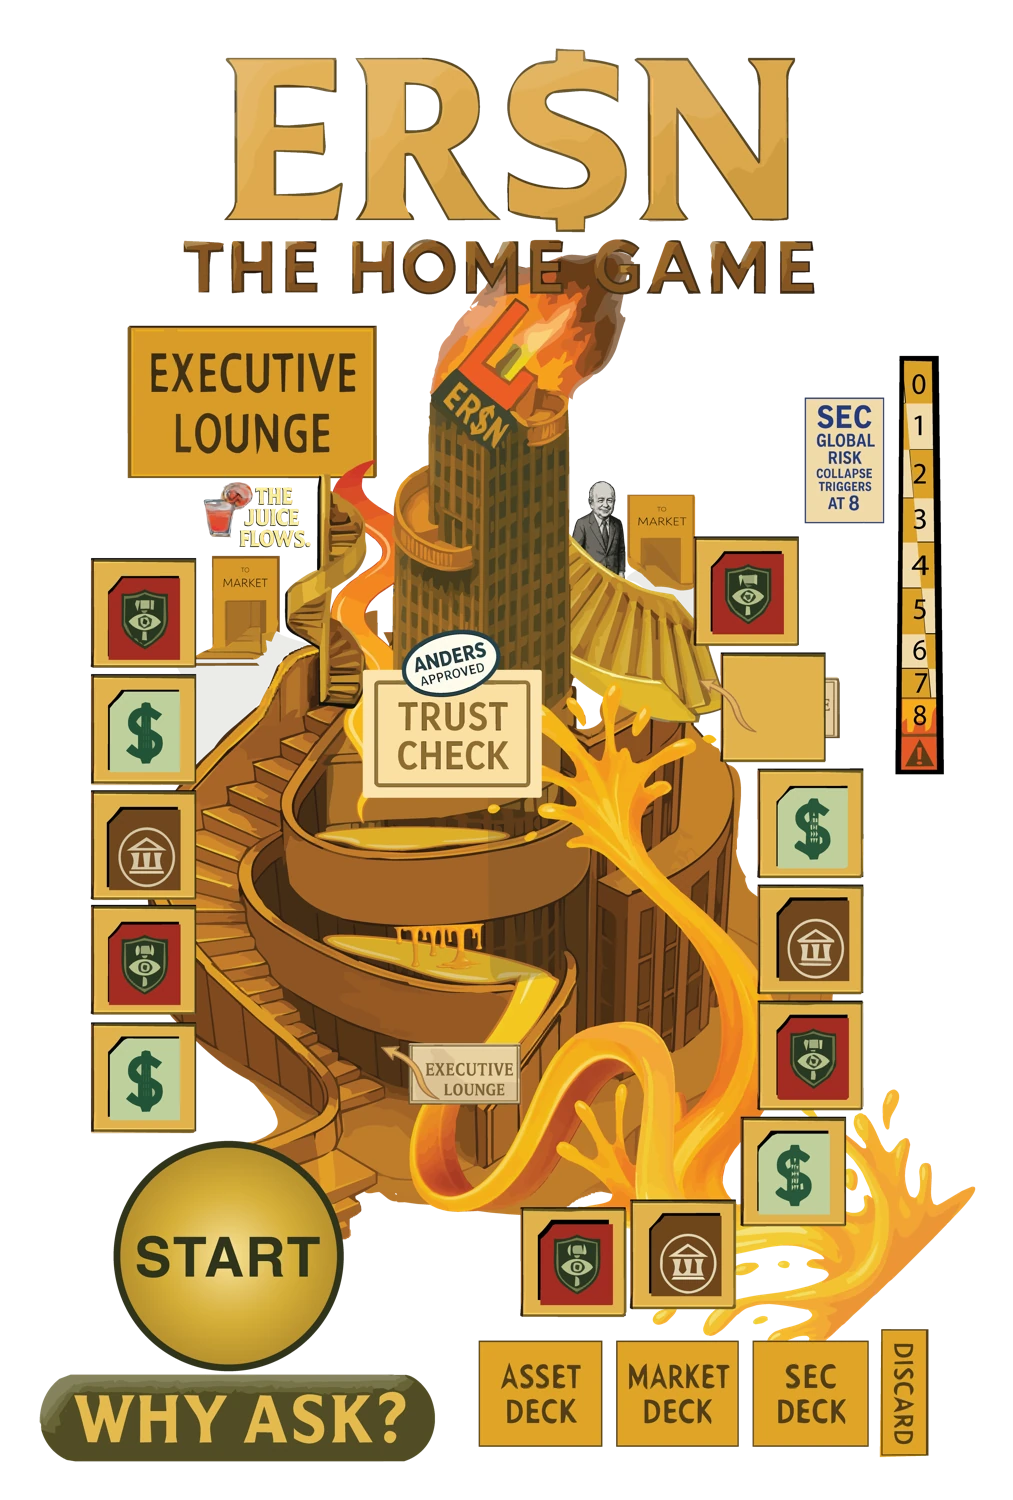 ER$N
THE HOME GAME
EXECUTIVE
LOUNGE
ER$N
0
1
2
3
4
5
6
7
8
SEC
GLOBAL
RISK
COLLAPSE
TRIGGERS
AT 8
THE
JUICE
FLOWS.
TO
MARKET
TO
MARKET
ANDERS
APPROVED
TRUST
CHECK
$
$
$
$
EXECUTIVE
LOUNGE
START
WHY ASK?
ASSET
DECK
MARKET
DECK
SEC
DECK
DISCARD